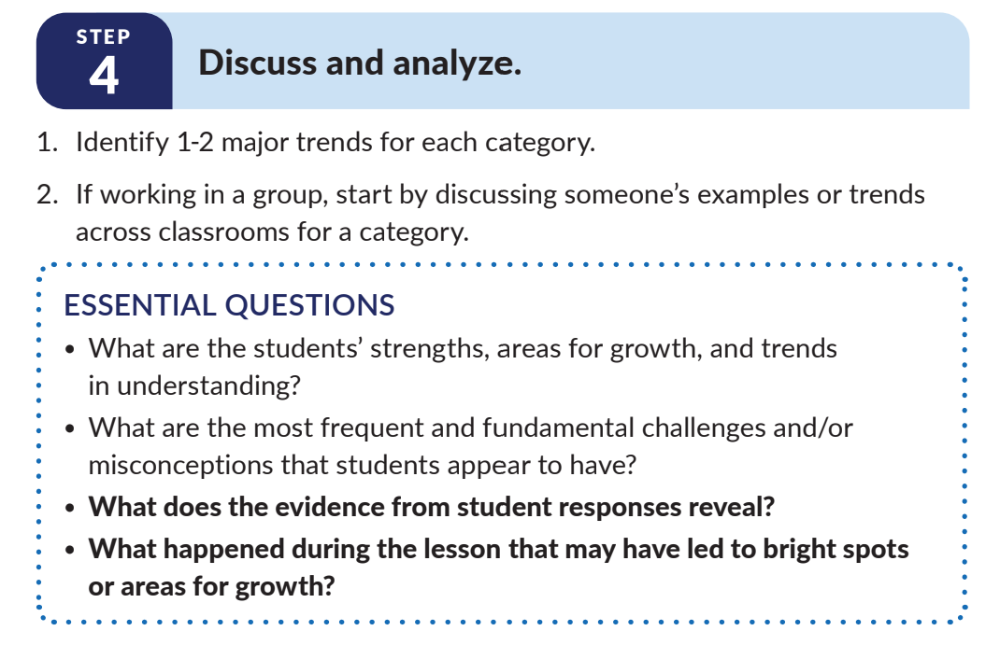 STEP
4
Discuss and analyze.
1. Identify 1-2 major trends for each category.
2. If working in a group, start by discussing someone’s examples or trends
across classrooms for a category.
ESSENTIAL QUESTIONS
• What are the students’ strengths, areas for growth, and trends
in understanding?
• What are the most frequent and fundamental challenges and/or
misconceptions that students appear to have?
• What does the evidence from student responses reveal?
• What happened during the lesson that may have led to bright spots
or areas for growth?